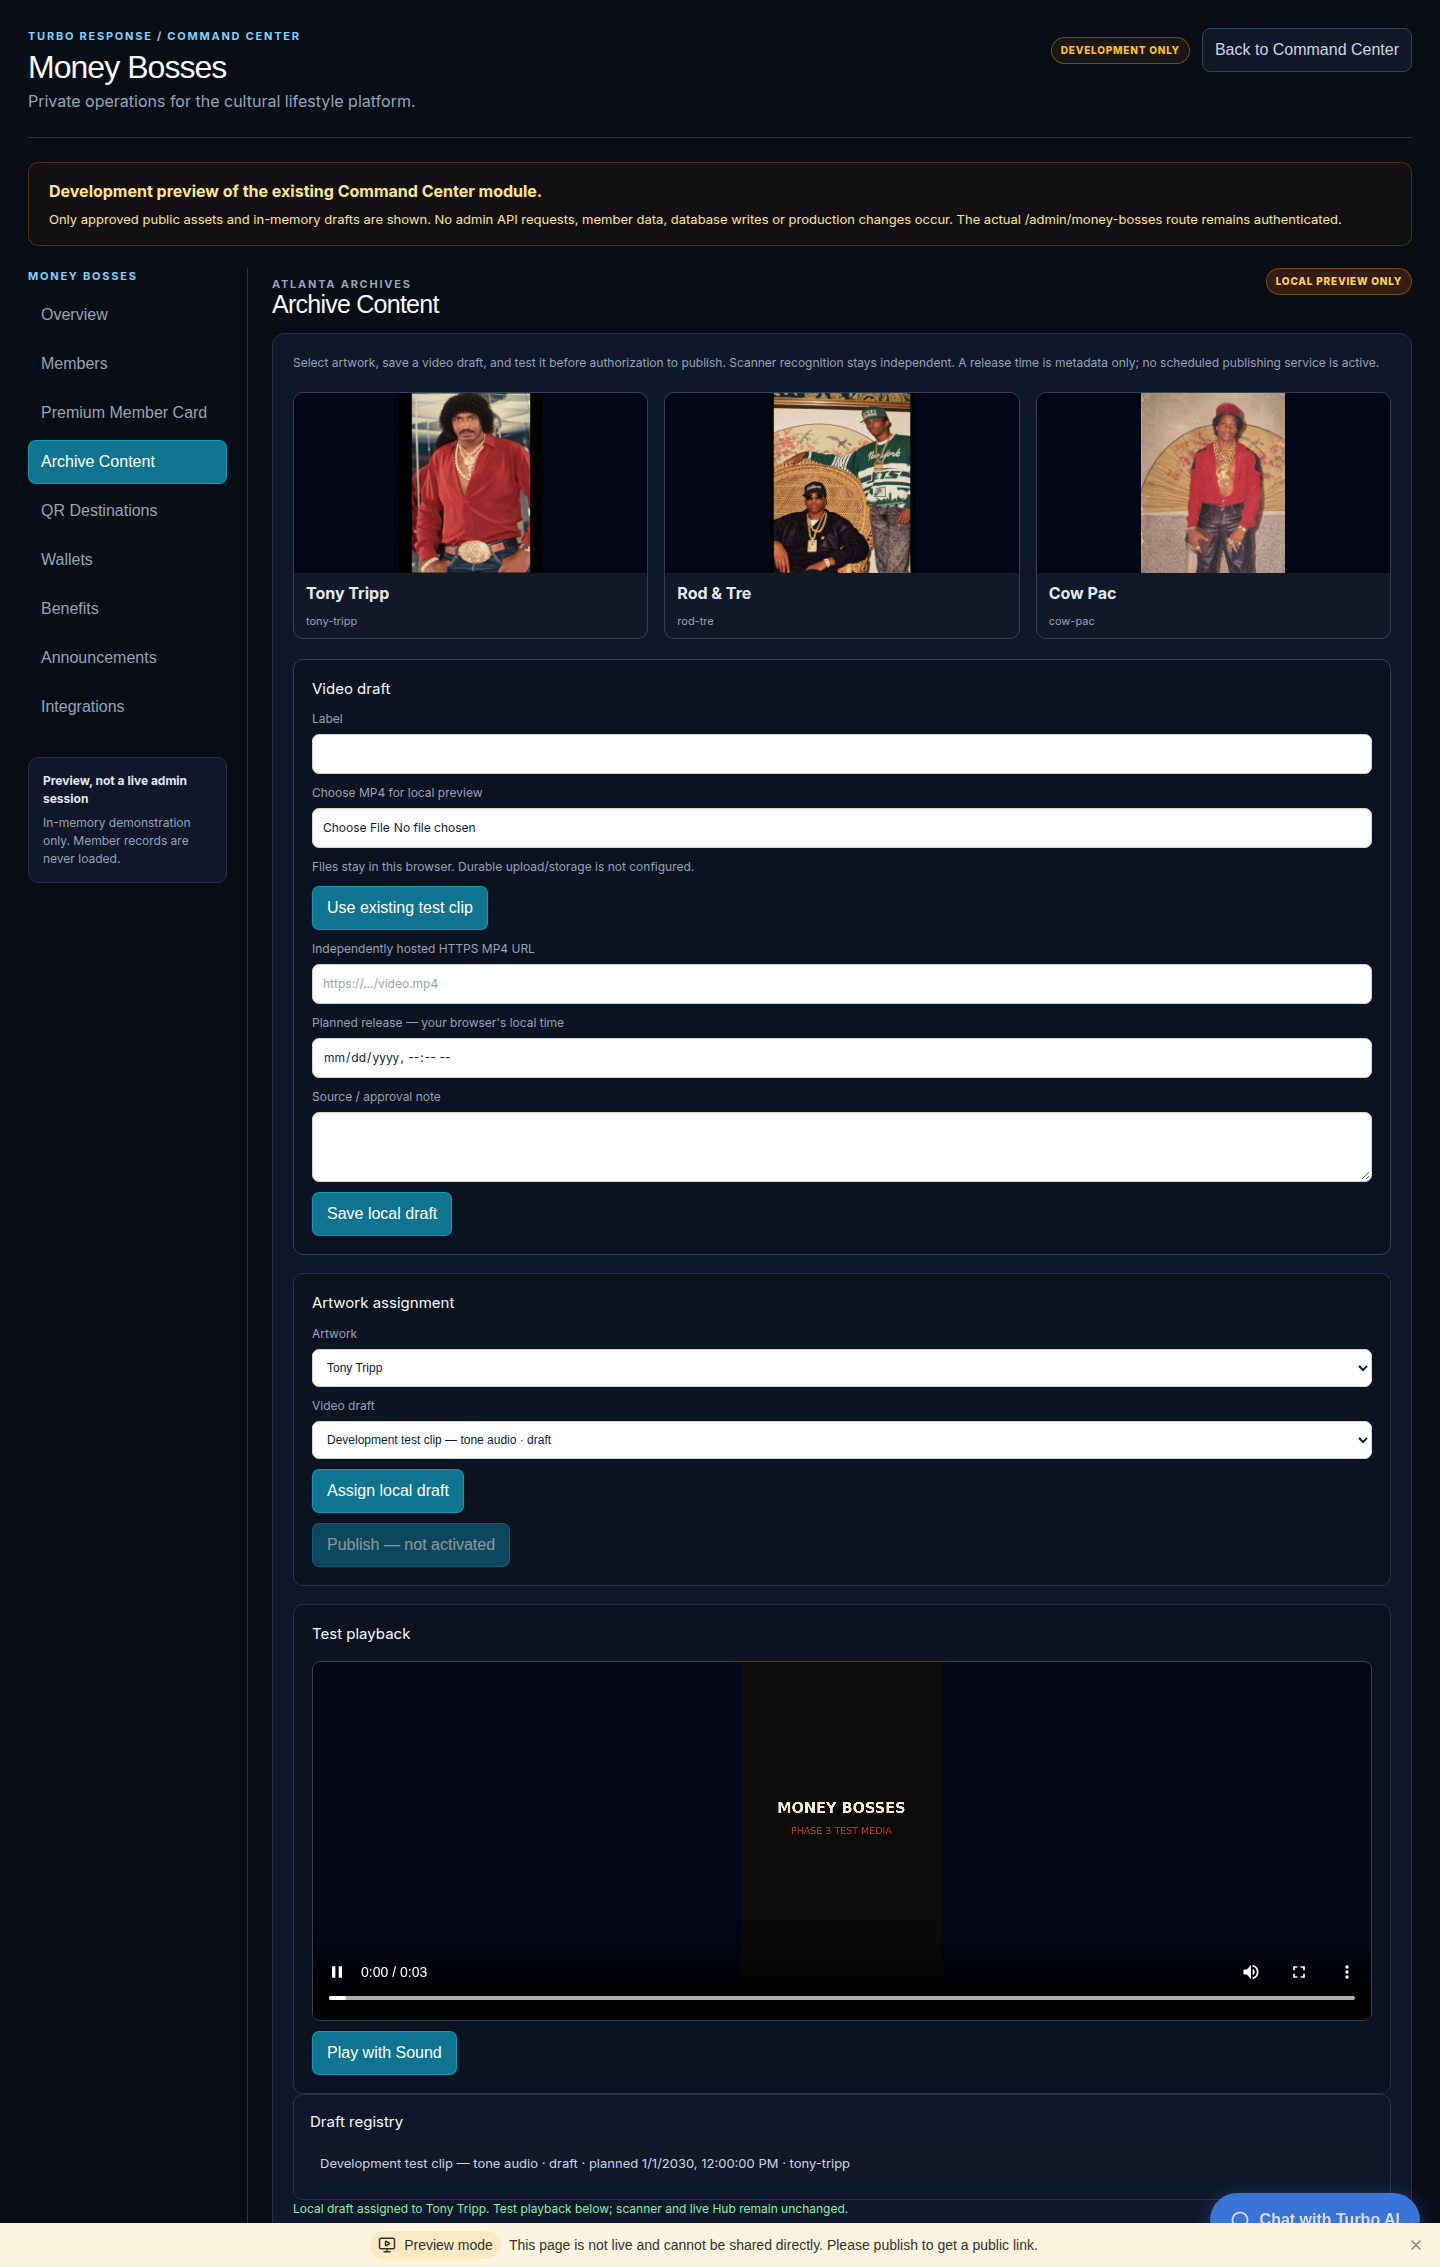 TURBO RESPONSE / COMMAND CENTER
Money Bosses
Private operations for the cultural lifestyle platform.
DEVELOPMENT ONLY
Back to Command Center
Development preview of the existing Command Center module.
Only approved public assets and in-memory drafts are shown. No admin API requests, member data, database writes or production changes occur. The actual /admin/money-bosses route remains authenticated.
MONEY BOSSES
Overview
Members
Premium Member Card
Archive Content
QR Destinations
Wallets
Benefits
Announcements
Integrations
Preview, not a live admin
session
In-memory demonstration
only. Member records are
never loaded.
ATLANTA ARCHIVES
Archive Content
LOCAL PREVIEW ONLY
Select artwork, save a video draft, and test it before authorization to publish. Scanner recognition stays independent. A release time is metadata only; no scheduled publishing service is active.
New York
Tony Tripp
tony-tripp
Rod & Tre
rod-tre
Cow Pac
cow-pac
Video draft
Label
Choose MP4 for local preview
Choose File No file chosen
Files stay in this browser. Durable upload/storage is not configured.
Use existing test clip
Independently hosted HTTPS MP4 URL
https://.../video.mp4
Planned release — your browser's local time
mm/dd/yyyy, --:-- --
Source / approval note
Save local draft
Artwork assignment
Artwork
Tony Tripp
Video draft
Development test clip — tone audio · draft
Assign local draft
Publish — not activated
Test playback
MONEY BOSSES
PHASE 3 TEST MEDIA
0:00 / 0:03
Play with Sound
Draft registry
Development test clip — tone audio · draft · planned 1/1/2030, 12:00:00 PM · tony-tripp
Local draft assigned to Tony Tripp. Test playback below; scanner and live Hub remain unchanged.
Chat with Turbo AI
Preview mode
This page is not live and cannot be shared directly. Please publish to get a public link.